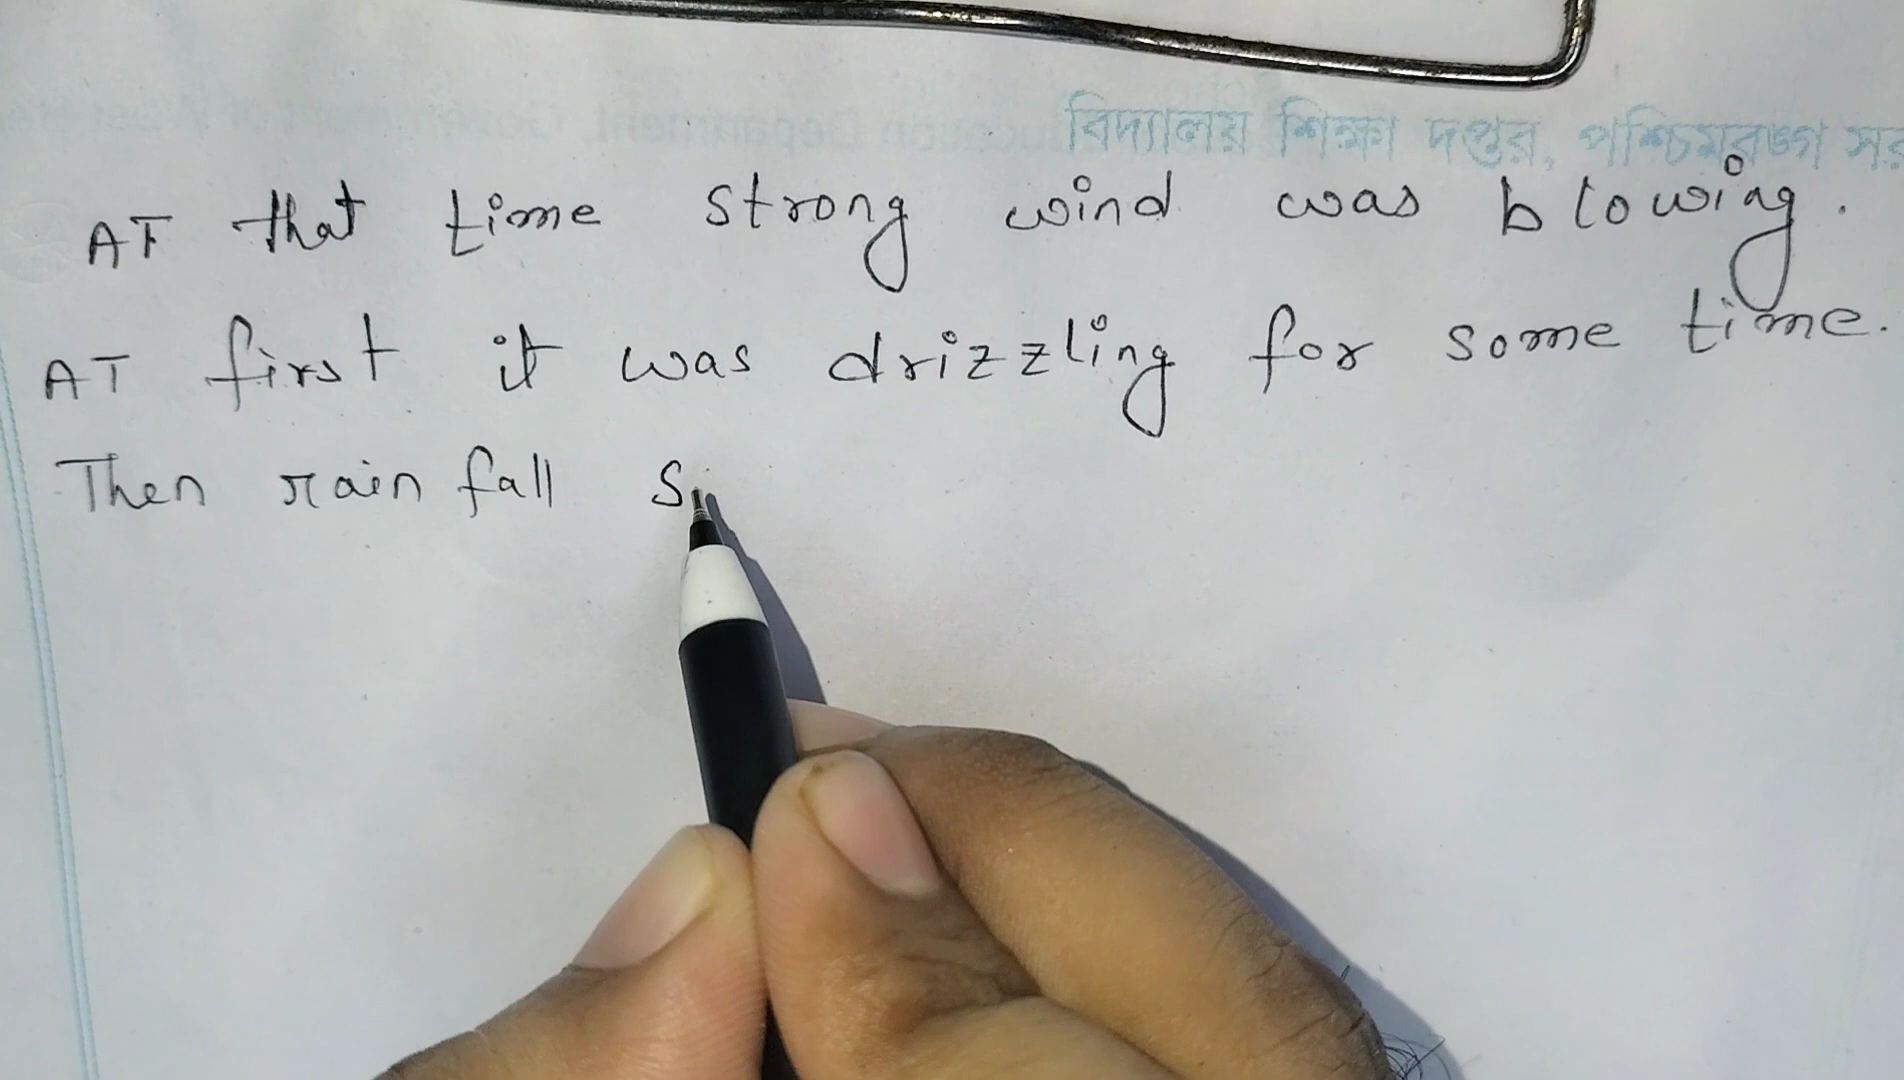 বিদ্যালয় শিক্ষা দপ্তর, পশ্চিমবঙ্গ
AT that time strong wind was blowing.
AT first it was drizzling for some time.
Then rain fall s